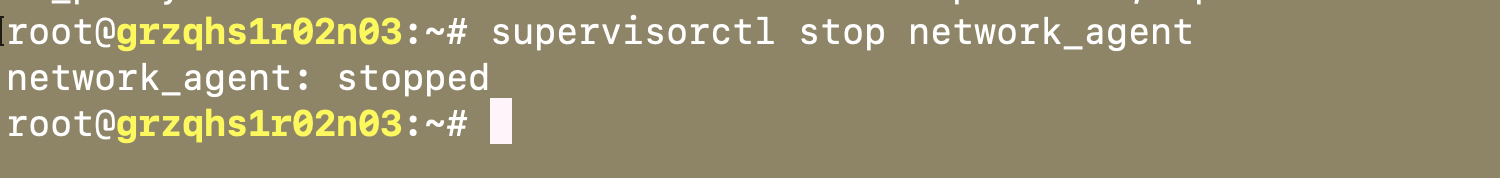 root@grzqhs1r02n03:~# supervisorctl stop network_agent
network_agent: stopped
root@grzqhs1r02n03:~#